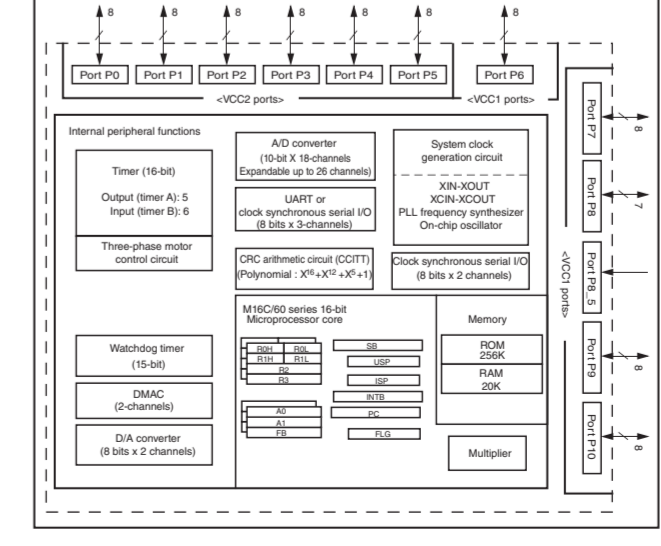 8
8
8
8
8
8
8
Port P0
Port P1
Port P2
Port P3
Port P4
Port P5
Port P6
<VCC2 ports>
<VCC1 ports>
Internal peripheral functions
Timer (16-bit)
Output (timer A): 5
Input (timer B): 6
Three-phase motor
control circuit
Watchdog timer
(15-bit)
DMAC
(2-channels)
D/A converter
(8 bits x 2 channels)
A/D converter
(10-bit X 18-channels
Expandable up to 26 channels)
UART or
clock synchronous serial I/O
(8 bits x 3-channels)
CRC arithmetic circuit (CCITT)
(Polynomial : X16+X12+X5+1)
System clock
generation circuit
XIN-XOUT
XCIN-XCOUT
PLL frequency synthesizer
On-chip oscillator
Clock synchronous serial I/O
(8 bits x 2 channels)
M16C/60 series 16-bit
Microprocessor core
R0H R0L
R1H R1L
R2
R3
A0
A1
FB
SB
USP
ISP
INTB
PC
FLG
Memory
ROM
256K
RAM
20K
Multiplier
<VCC1 ports>
Port P7
8
Port P8
7
Port P8_5
Port P9
8
Port P10
8